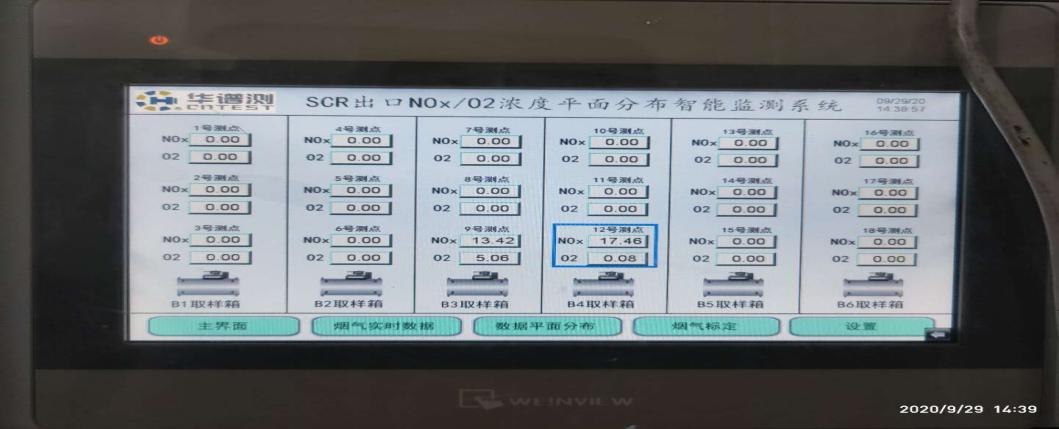 华谱测
CNTEST
SCR出口NOx/O2浓度平面分布智能监测系统
09/29/20
14:38:57
1号测点
NOx 0.00
O2 0.00
2号测点
NOx 0.00
O2 0.00
3号测点
NOx 0.00
O2 0.00
B1取样箱
4号测点
NOx 0.00
O2 0.00
5号测点
NOx 0.00
O2 0.00
6号测点
NOx 0.00
O2 0.00
B2取样箱
7号测点
NOx 0.00
O2 0.00
8号测点
NOx 0.00
O2 0.00
9号测点
NOx 13.42
O2 5.06
B3取样箱
10号测点
NOx 0.00
O2 0.00
11号测点
NOx 0.00
O2 0.00
12号测点
NOx 17.46
O2 0.08
B4取样箱
13号测点
NOx 0.00
O2 0.00
14号测点
NOx 0.00
O2 0.00
15号测点
NOx 0.00
O2 0.00
B5取样箱
16号测点
NOx 0.00
O2 0.00
17号测点
NOx 0.00
O2 0.00
18号测点
NOx 0.00
O2 0.00
B6取样箱
主界面 烟气实时数据 数据平面分布 烟气标定 设置
WEINVIEW
2020/9/29 14:39